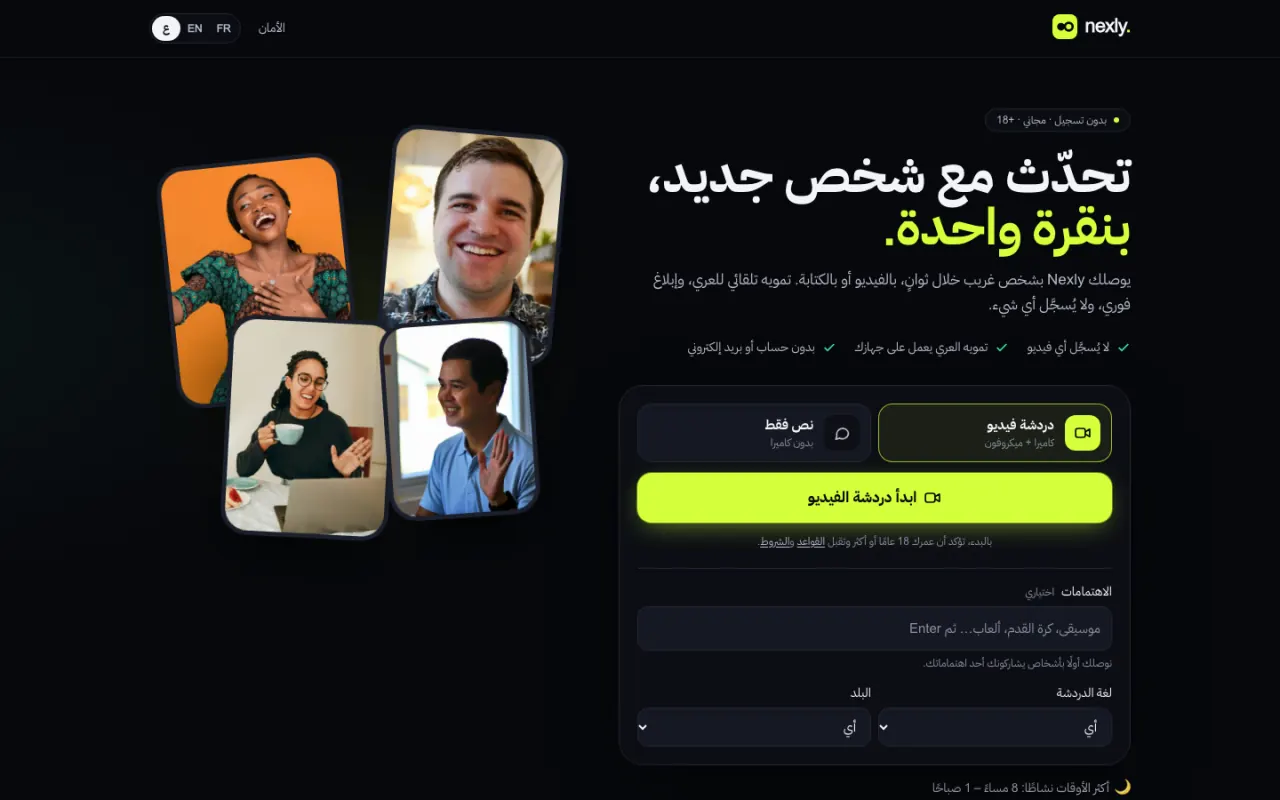 nexly.
الأمان
ع EN FR
بدون تسجيل · مجاني · 18+
تحدّث مع شخص جديد،
بنقرة واحدة.
يوصلك Nexly بشخص غريب خلال ثوانٍ، بالفيديو أو بالكتابة. تمويه تلقائي للعري، وإبلاغ
فوري، ولا يُسجَّل أي شيء.
لا يُسجَّل أي فيديو
تمويه العري يعمل على جهازك
بدون حساب أو بريد إلكتروني
دردشة فيديو
كاميرا + ميكروفون
نص فقط
بدون كاميرا
ابدأ دردشة الفيديو
بالبدء، تؤكد أن عمرك 18 عامًا أو أكثر وتقبل القواعد والشروط.
الاهتمامات اختياري
موسيقى، كرة القدم، ألعاب… ثم Enter
نوصلك أولًا بأشخاص يشاركونك أحد اهتماماتك.
لغة الدردشة
أي
البلد
أي
🌙 أكثر الأوقات نشاطًا: 8 مساءً – 1 صباحًا